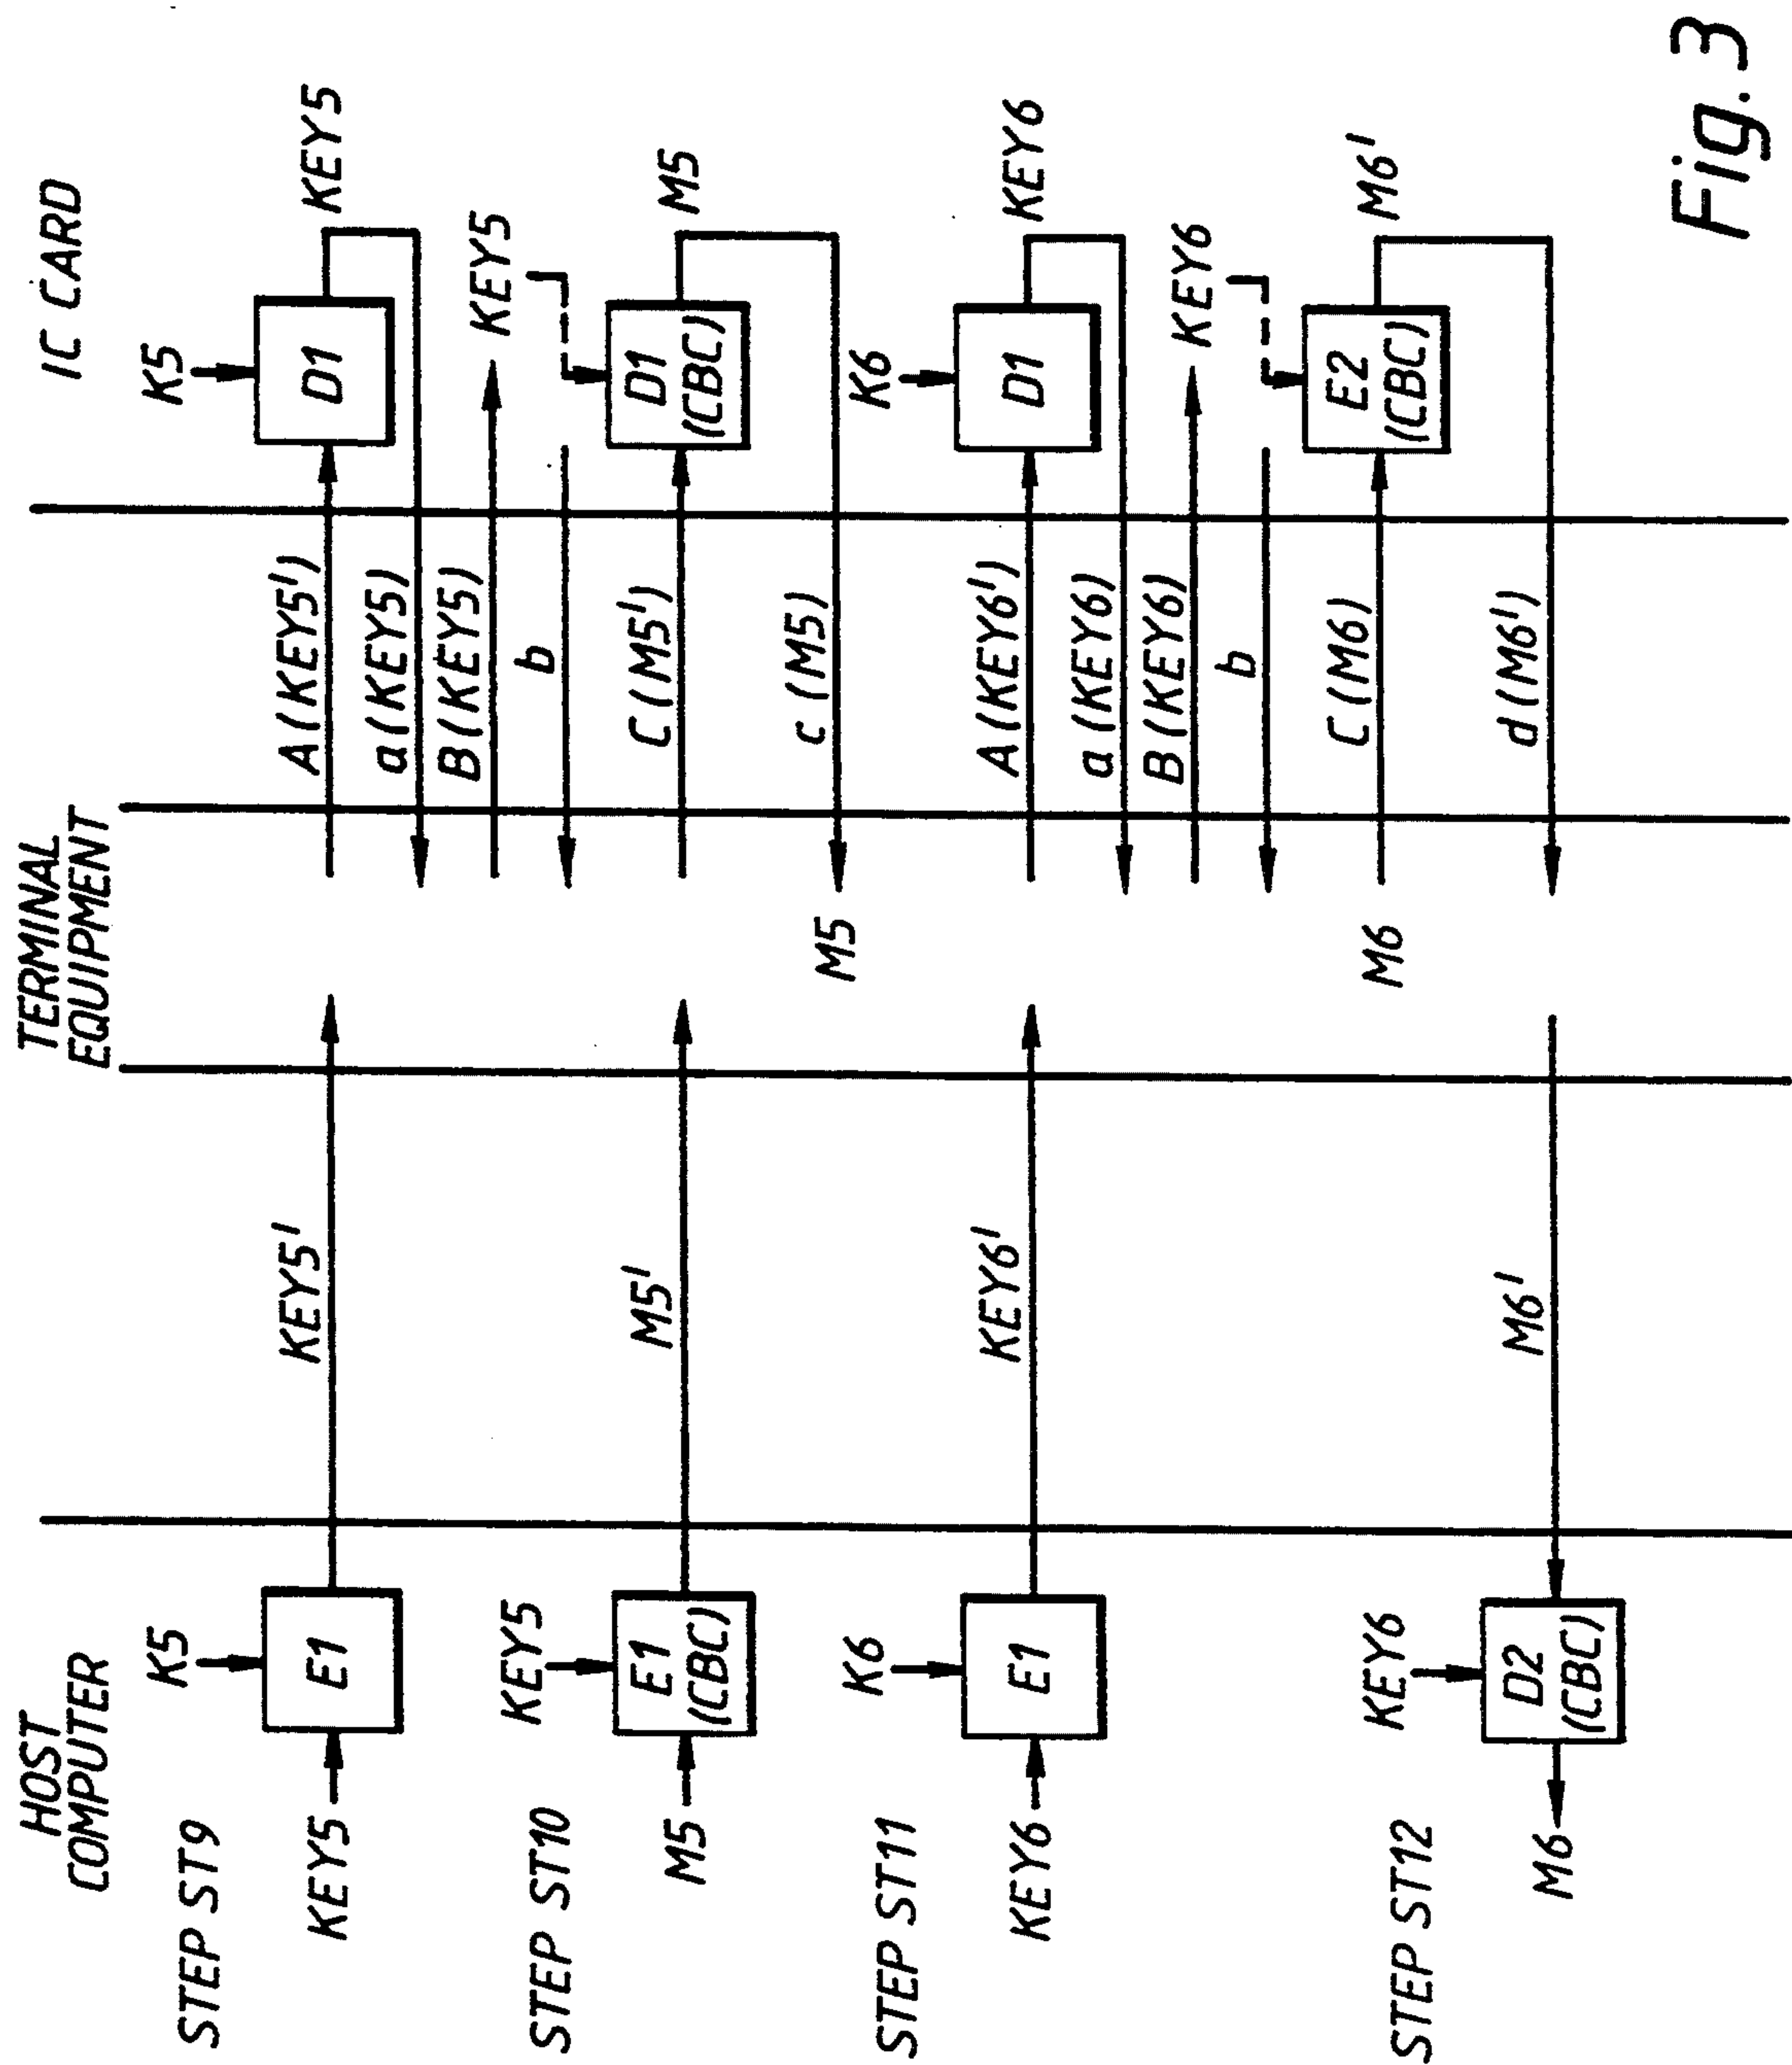 HOST
COMPUTER
TERMINAL
EQUIPMENT
IC CARD
STEP ST9
K5
K5
KEY5
E1
KEY5'
A(KEY5')
D1
KEY5
a(KEY5)
B(KEY5)
KEY5
STEP ST10
KEY5
b
M5
E1
(CBC)
M5'
C(M5')
D1
(CBC)
M5
M5
c(M5)
STEP ST11
K6
K6
KEY6
E1
KEY6'
A(KEY6')
D1
KEY6
a(KEY6)
B(KEY6)
KEY6
b
STEP ST12
KEY6
M6
C(M6)
E2
(CBC)
M6'
M6
D2
(CBC)
M6'
d(M6')
Fig. 3